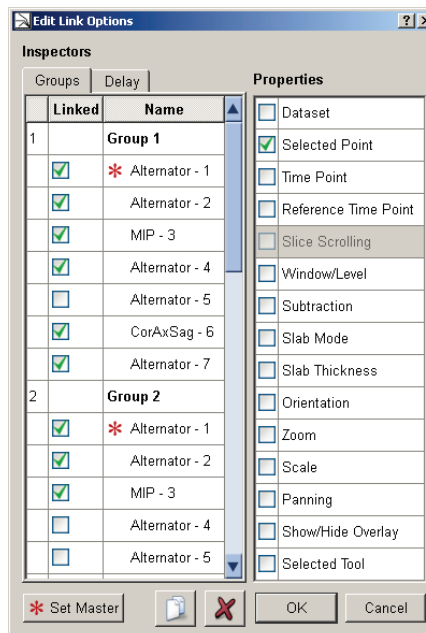 Edit Link Options
Inspectors
Groups Delay
Linked Name
1 Group 1
* Alternator - 1
Alternator - 2
MIP - 3
Alternator - 4
Alternator - 5
CorAxSag - 6
Alternator - 7
2 Group 2
* Alternator - 1
Alternator - 2
MIP - 3
Alternator - 4
Alternator - 5
* Set Master
Properties
Dataset
Selected Point
Time Point
Reference Time Point
Slice Scrolling
Window/Level
Subtraction
Slab Mode
Slab Thickness
Orientation
Zoom
Scale
Panning
Show/Hide Overlay
Selected Tool
OK Cancel